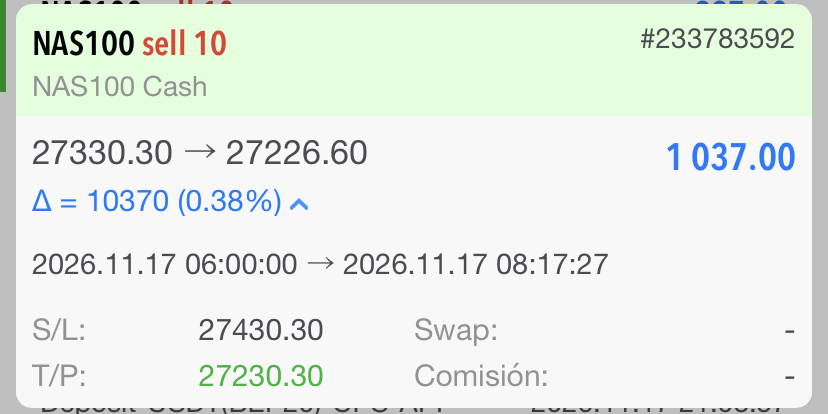 NAS100 sell 10 #233783592
NAS100 Cash
27330.30 → 27226.60 1 037.00
Δ = 10370 (0.38%)
2026.11.17 06:00:00 → 2026.11.17 08:17:27
S/L: 27430.30 Swap: -
T/P: 27230.30 Comisión: -